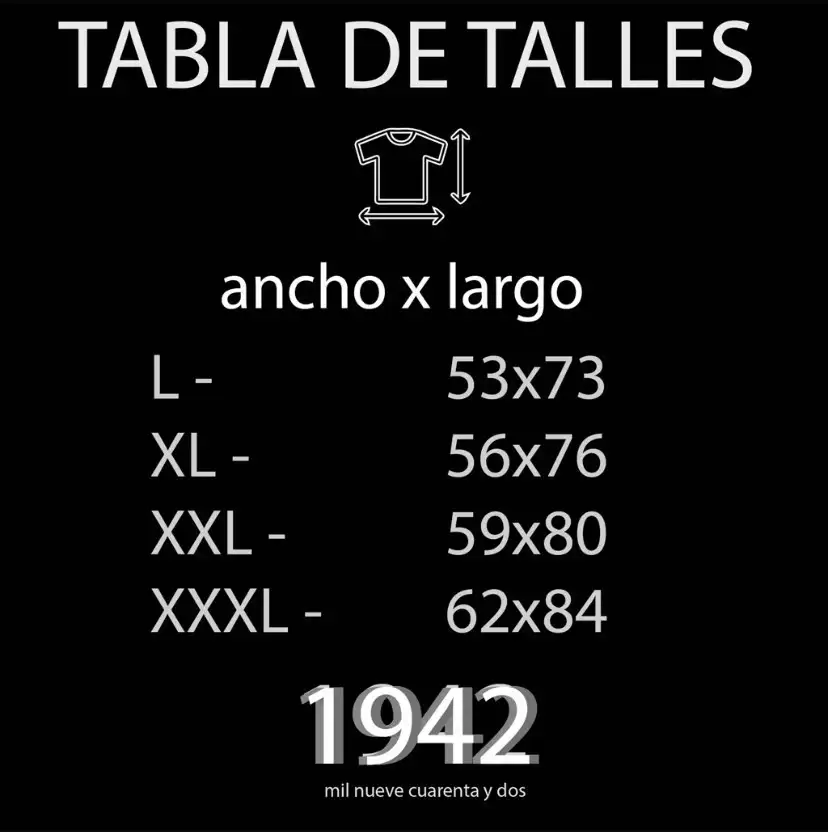 TABLA DE TALLES
ancho x largo
L - 53x73
XL - 56x76
XXL - 59x80
XXXL - 62x84
1942
mil nueve cuarenta y dos